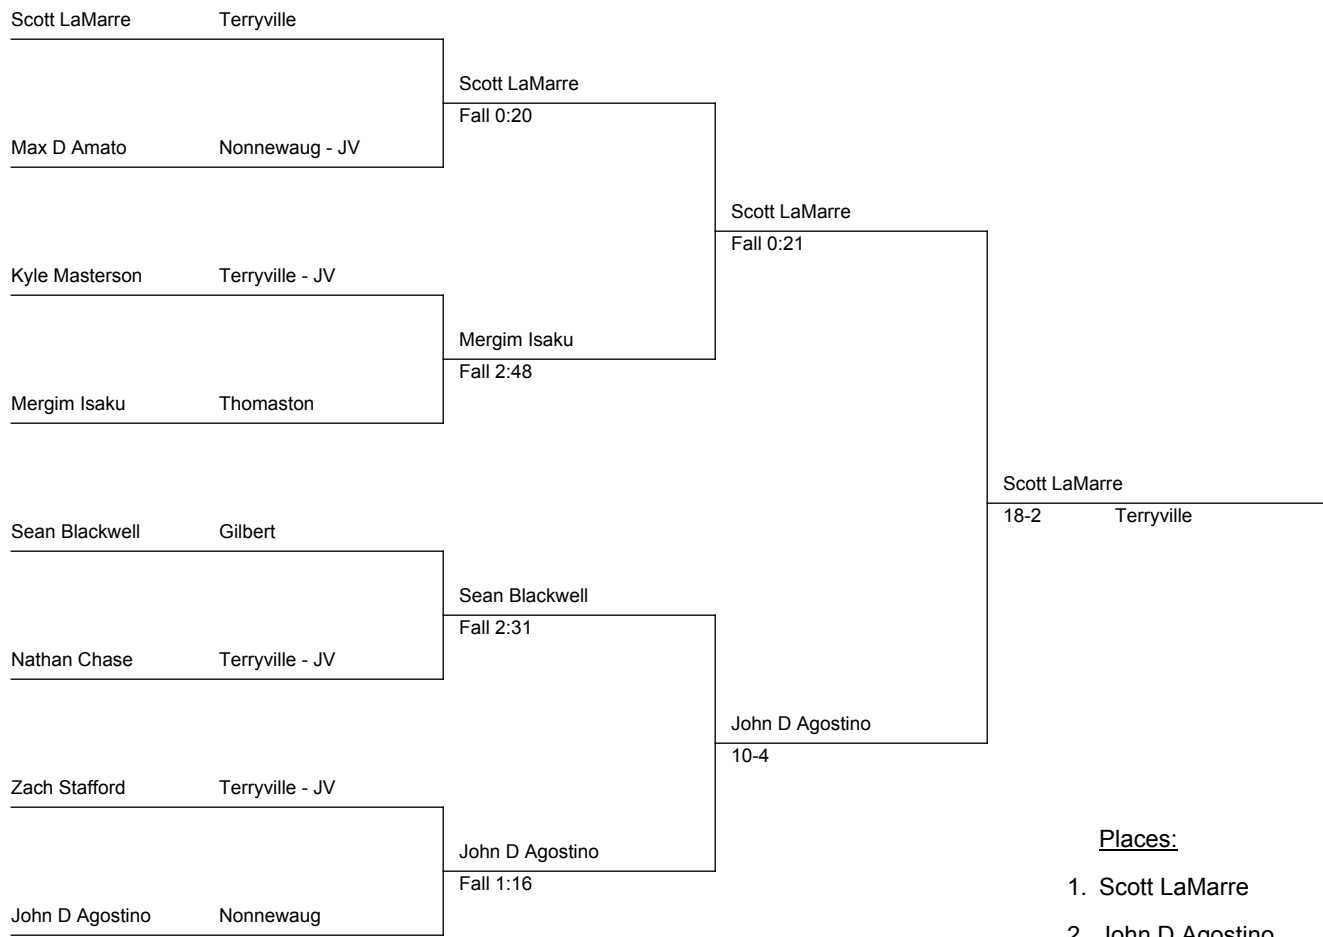 Scott LaMarre Terryville
Scott LaMarre
Fall 0:20
Max D Amato Nonnewaug - JV
Scott LaMarre
Fall 0:21
Kyle Masterson Terryville - JV
Mergim Isaku
Fall 2:48
Mergim Isaku Thomaston
Scott LaMarre
18-2 Terryville
Sean Blackwell Gilbert
Sean Blackwell
Fall 2:31
Nathan Chase Terryville - JV
John D Agostino
10-4
Zach Stafford Terryville - JV
Places:
John D Agostino
Fall 1:16
1. Scott LaMarre
John D Agostino Nonnewaug
2. John D Agostino